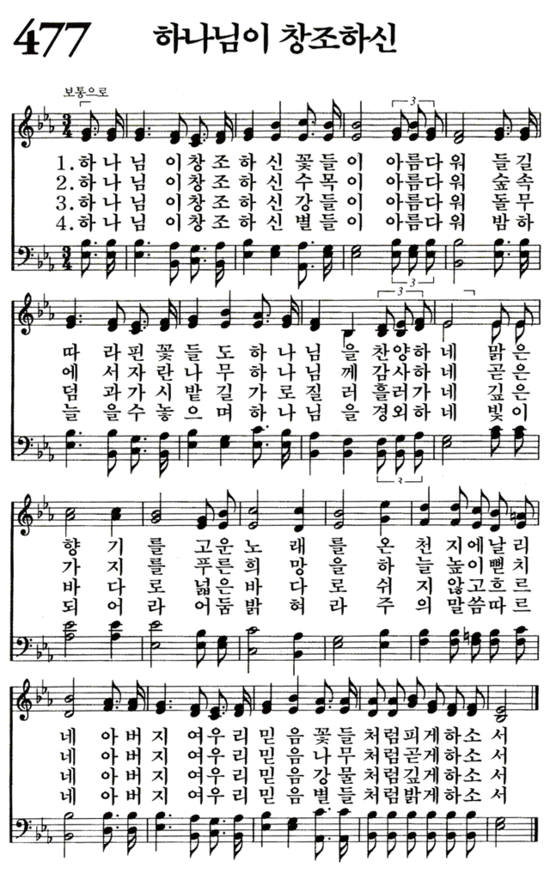 477 하나님이 창조하신
보통으로
3 3
1. 하 나 님 이 창 조 하 신 꽃 들 이 아름다 워 들 길
2. 하 나 님 이 창 조 하 신 수 목 이 아름다 워 숲 속
3. 하 나 님 이 창 조 하 신 강 들 이 아름다 워 돌 무
4. 하 나 님 이 창 조 하 신 별 들 이 아름다 워 밤 하
3
3 3
따 라 핀 꽃 들 도 하 나 님 을 찬양하 네 맑 은
에 서 자 란 나 무 하 나 님 께 감사하 네 곧 은
덤 과 가 시 밭 길 가 로 질 러 흘러가 네 깊 은
늘 을 수 놓 으 며 하 나 님 을 경외하 네 빛 이
3
향 기 를 고 운 노 래 를 온 천 지 에 날 리
가 지 를 푸 른 희 망 을 하 늘 높 이 뻗 치
바 다 로 넓 은 바 다 로 쉬 지 않 고 흐 르
되 어 라 어 둠 밝 혀 라 주 의 말 씀 따 르
네 아 버 지 여 우 리 믿 음 꽃 들 처 럼 피 게 하 소 서
네 아 버 지 여 우 리 믿 음 나 무 처 럼 곧 게 하 소 서
네 아 버 지 여 우 리 믿 음 강 물 처 럼 깊 게 하 소 서
네 아 버 지 여 우 리 믿 음 별 들 처 럼 밝 게 하 소 서